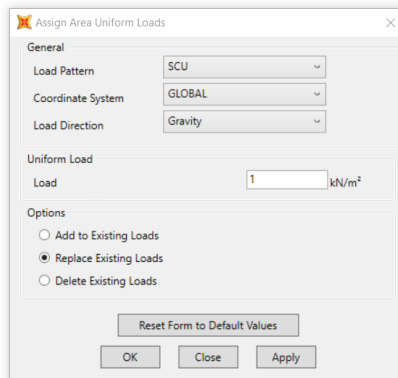 Assign Area Uniform Loads
General
Load Pattern SCU
Coordinate System GLOBAL
Load Direction Gravity
Uniform Load
Load 1 kN/m²
Options
Add to Existing Loads
Replace Existing Loads
Delete Existing Loads
Reset Form to Default Values
OK Close Apply